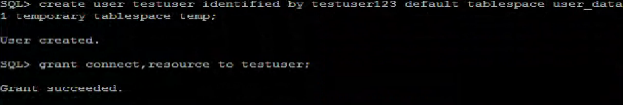 SQL> create user testuser identified by testuser123 default tablespace user_data
1 temporary tablespace temp;
User created.
SQL> grant connect,resource to testuser;
Grant succeeded.